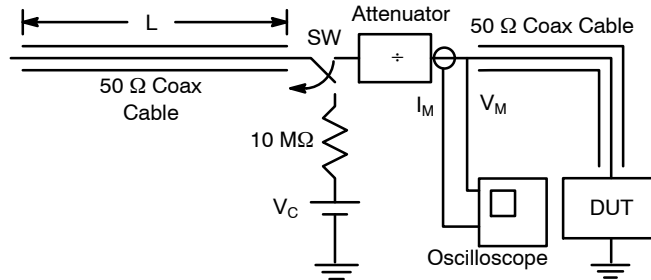 L
SW
Attenuator
÷
50 Ω Coax Cable
50 Ω Coax
Cable
I_M
V_M
10 MΩ
V_C
DUT
Oscilloscope